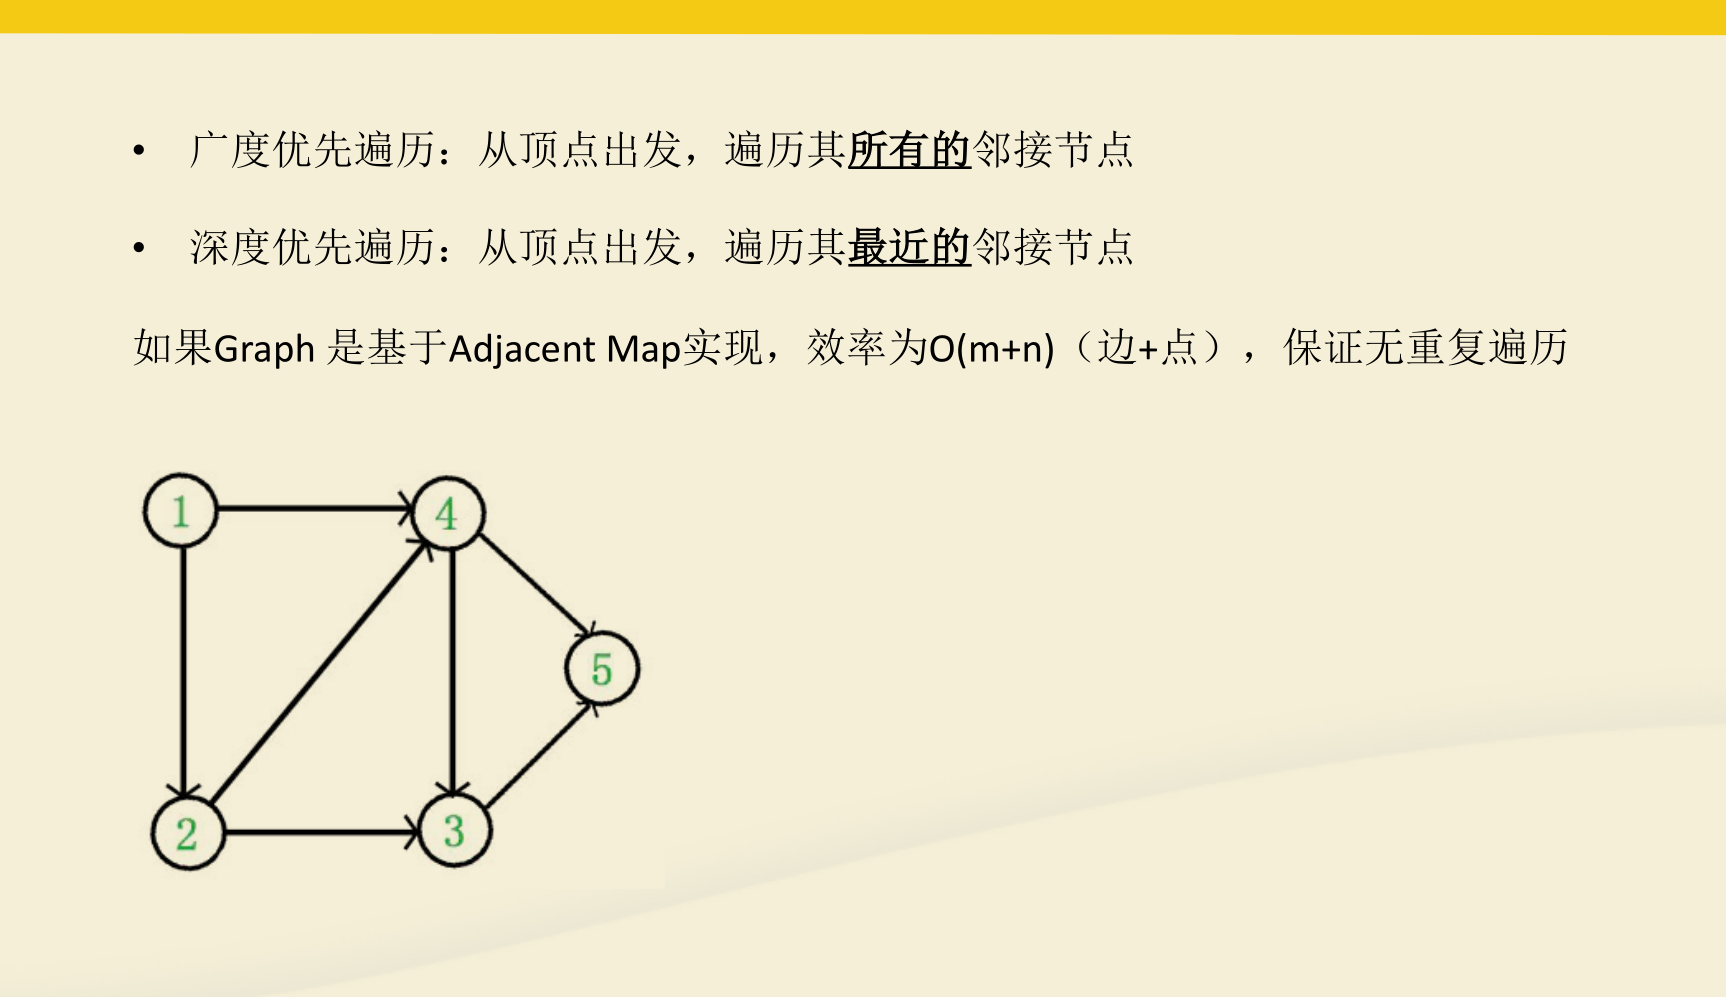 • 广度优先遍历：从顶点出发，遍历其所有的邻接节点
• 深度优先遍历：从顶点出发，遍历其最近的邻接节点
如果Graph 是基于Adjacent Map实现，效率为O(m+n)（边+点），保证无重复遍历
1
4
5
2
3